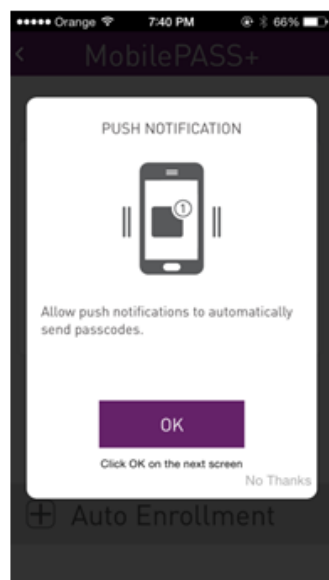 Orange 7:40 PM 66%
MobilePASS+
PUSH NOTIFICATION
1
Allow push notifications to automatically
send passcodes.
OK
Click OK on the next screen
No Thanks
Auto Enrollment